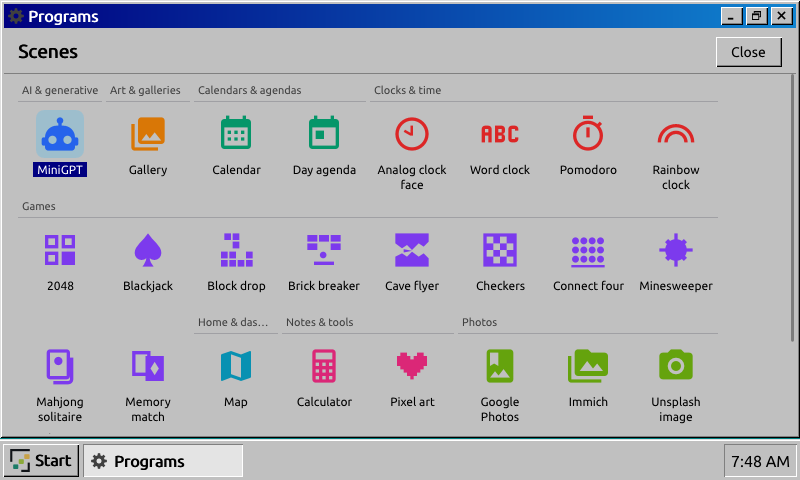 Programs
Scenes
Close
AI & generative
Art & galleries
Calendars & agendas
Clocks & time
MiniGPT
Gallery
Calendar
Day agenda
Analog clock
face
ABC
Word clock
Pomodoro
Rainbow
clock
Games
2048
Blackjack
Block drop
Brick breaker
Cave flyer
Checkers
Connect four
Minesweeper
Home & das...
Notes & tools
Photos
Mahjong
solitaire
Memory
match
Map
Calculator
Pixel art
Google
Photos
Immich
Unsplash
image
Start
Programs
7:48 AM